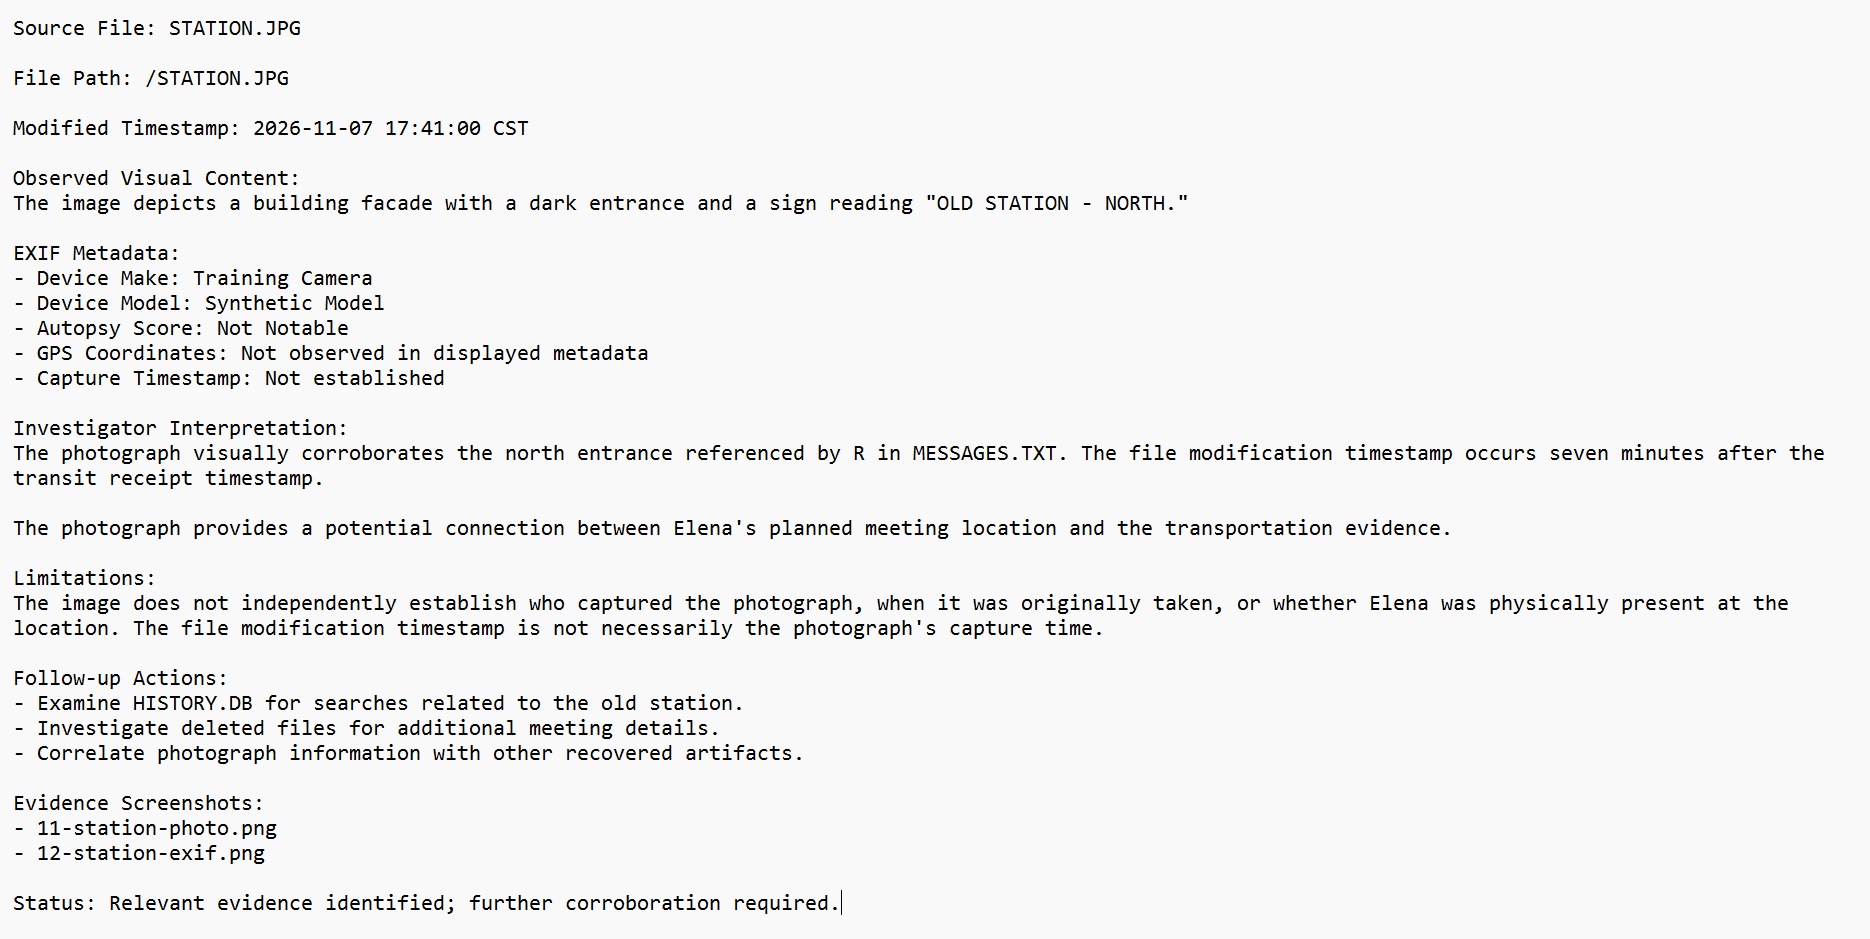 Source File: STATION.JPG
File Path: /STATION.JPG
Modified Timestamp: 2026-11-07 17:41:00 CST
Observed Visual Content:
The image depicts a building facade with a dark entrance and a sign reading "OLD STATION - NORTH."
EXIF Metadata:
- Device Make: Training Camera
- Device Model: Synthetic Model
- Autopsy Score: Not Notable
- GPS Coordinates: Not observed in displayed metadata
- Capture Timestamp: Not established
Investigator Interpretation:
The photograph visually corroborates the north entrance referenced by R in MESSAGES.TXT. The file modification timestamp occurs seven minutes after the
transit receipt timestamp.
The photograph provides a potential connection between Elena's planned meeting location and the transportation evidence.
Limitations:
The image does not independently establish who captured the photograph, when it was originally taken, or whether Elena was physically present at the
location. The file modification timestamp is not necessarily the photograph's capture time.
Follow-up Actions:
- Examine HISTORY.DB for searches related to the old station.
- Investigate deleted files for additional meeting details.
- Correlate photograph information with other recovered artifacts.
Evidence Screenshots:
- 11-station-photo.png
- 12-station-exif.png
Status: Relevant evidence identified; further corroboration required.